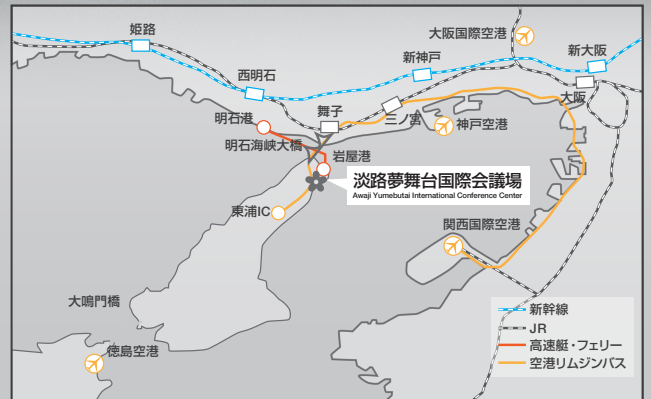 大阪国際空港
姫路
新大阪
新神戸
西明石
大阪
舞子
明石港
三ノ宮
神戸空港
明石海峡大橋
岩屋港
淡路夢舞台国際会議場
Awaji Yumebutai International Conference Center
東浦IC
関西国際空港
大鳴門橋
新幹線
JR
高速艇・フェリー
空港リムジンバス
徳島空港